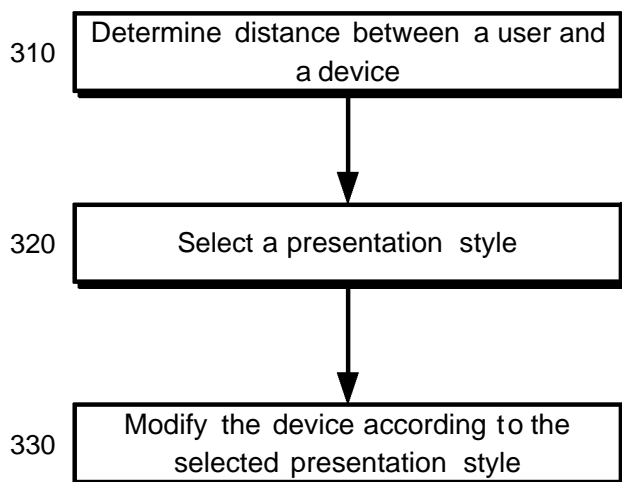 310
Determine distance between a user and
a device
320
Select a presentation style
330
Modify the device according to the
selected presentation style